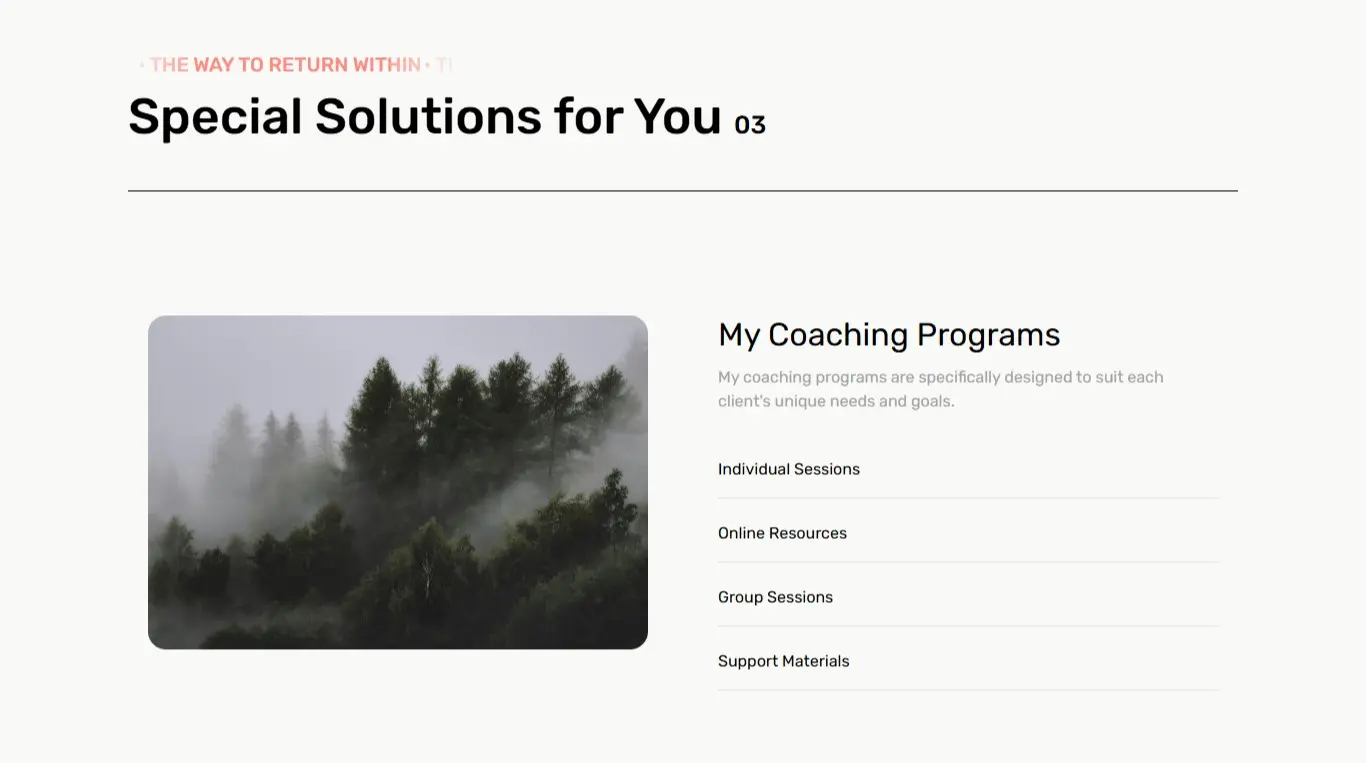 • THE WAY TO RETURN WITHIN •
Special Solutions for You 03
My Coaching Programs
My coaching programs are specifically designed to suit each
client's unique needs and goals.
Individual Sessions
Online Resources
Group Sessions
Support Materials